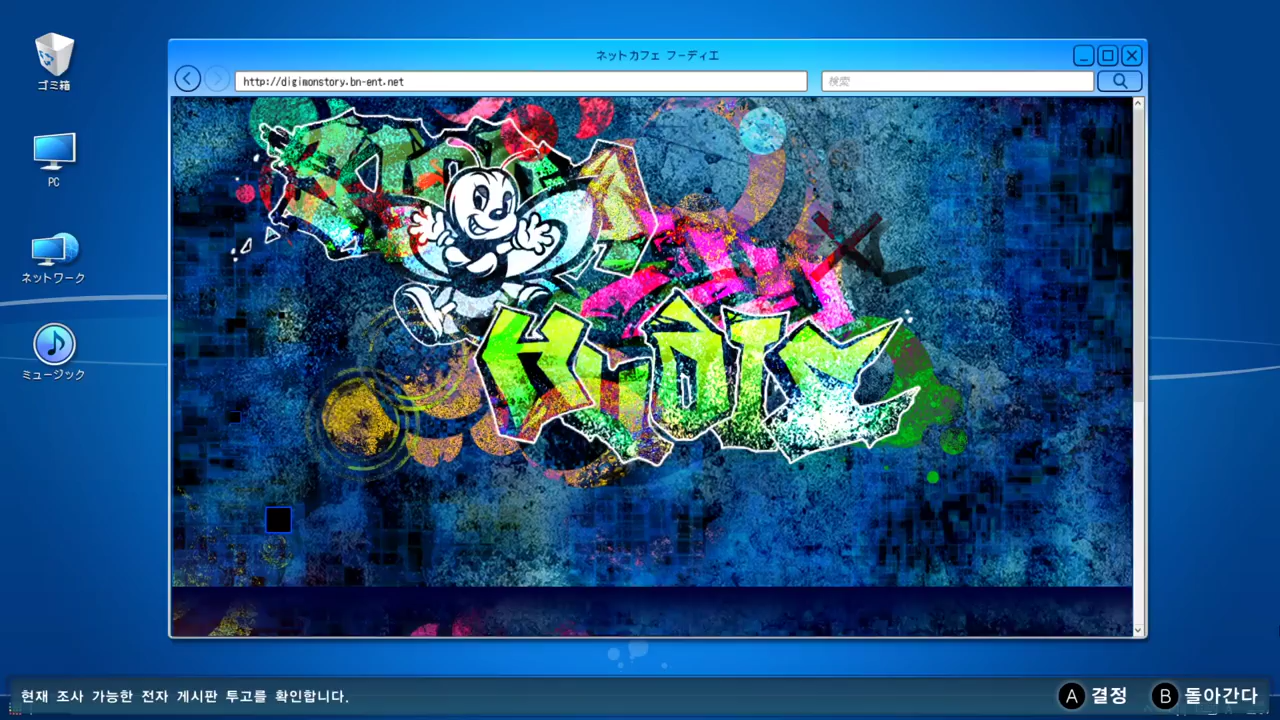 ネットカフェ フーディエ
http://digimonstory.bn-ent.net
検索
ゴミ箱
PC
ネットワーク
ミュージック
현재 조사 가능한 전자 게시판 투고를 확인합니다.
A 결정 B 돌아간다